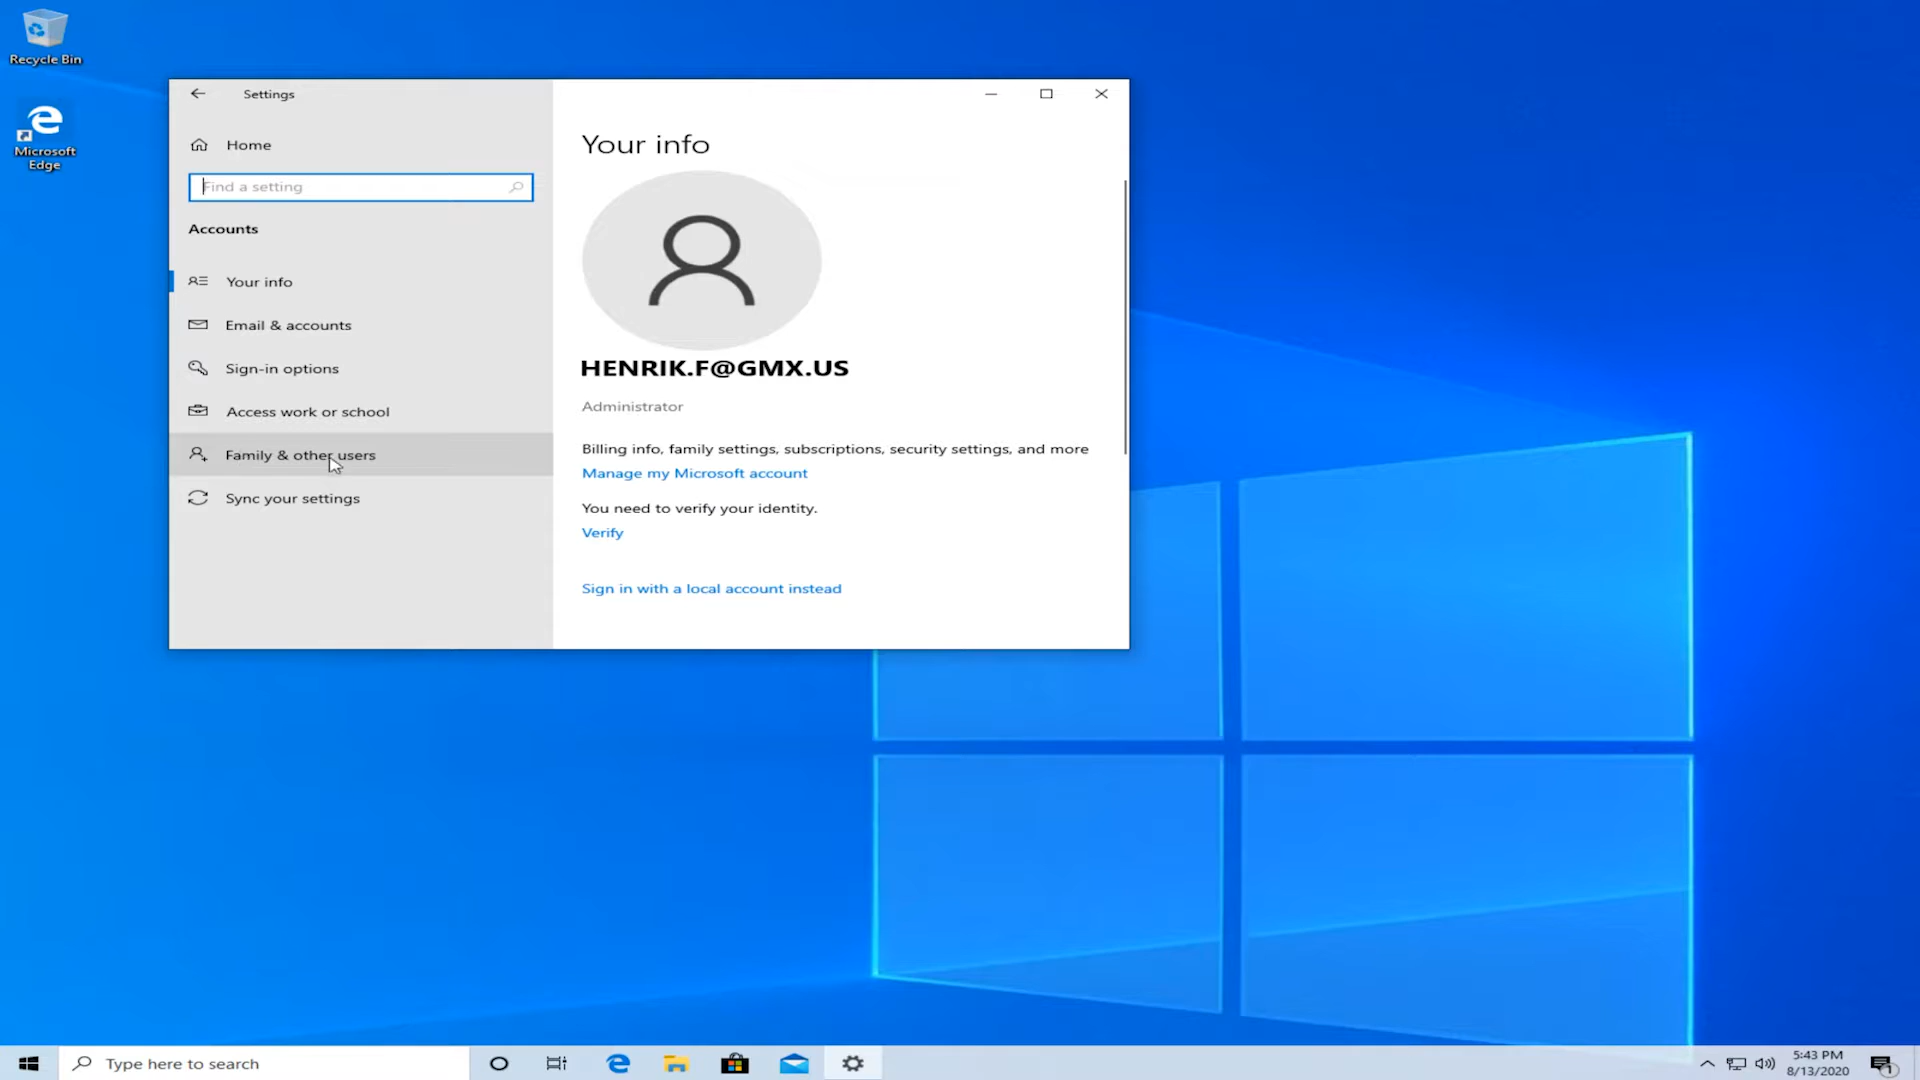 Recycle Bin
Microsoft
Edge
Settings
Home
Find a setting
Accounts
Your info
Email & accounts
Sign-in options
Access work or school
Family & other users
Sync your settings
Your info
HENRIK.F@GMX.US
Administrator
Billing info, family settings, subscriptions, security settings, and more
Manage my Microsoft account
You need to verify your identity.
Verify
Sign in with a local account instead
Type here to search
5:43 PM
8/13/2020
1